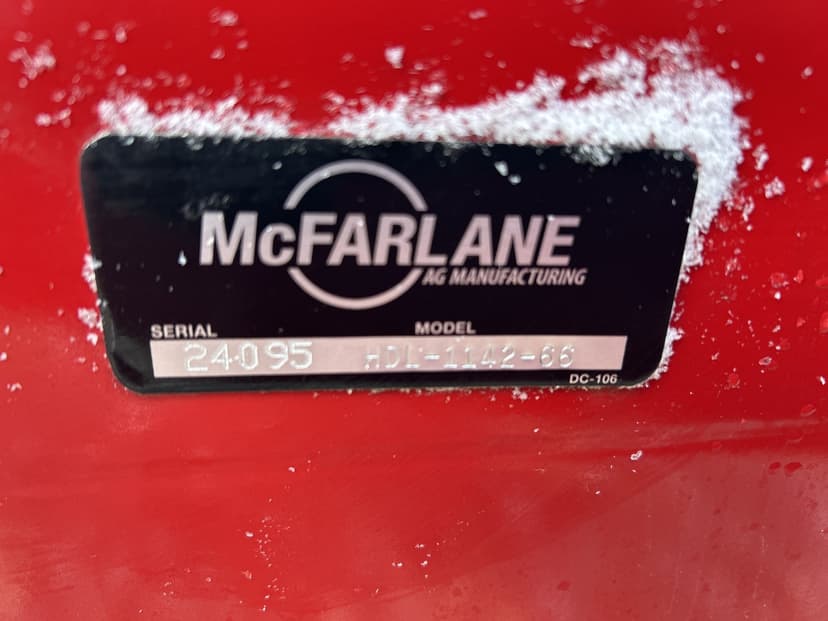 McFARLANE
AG MANUFACTURING
SERIAL MODEL
24095 HDL-1142-66
DC-106